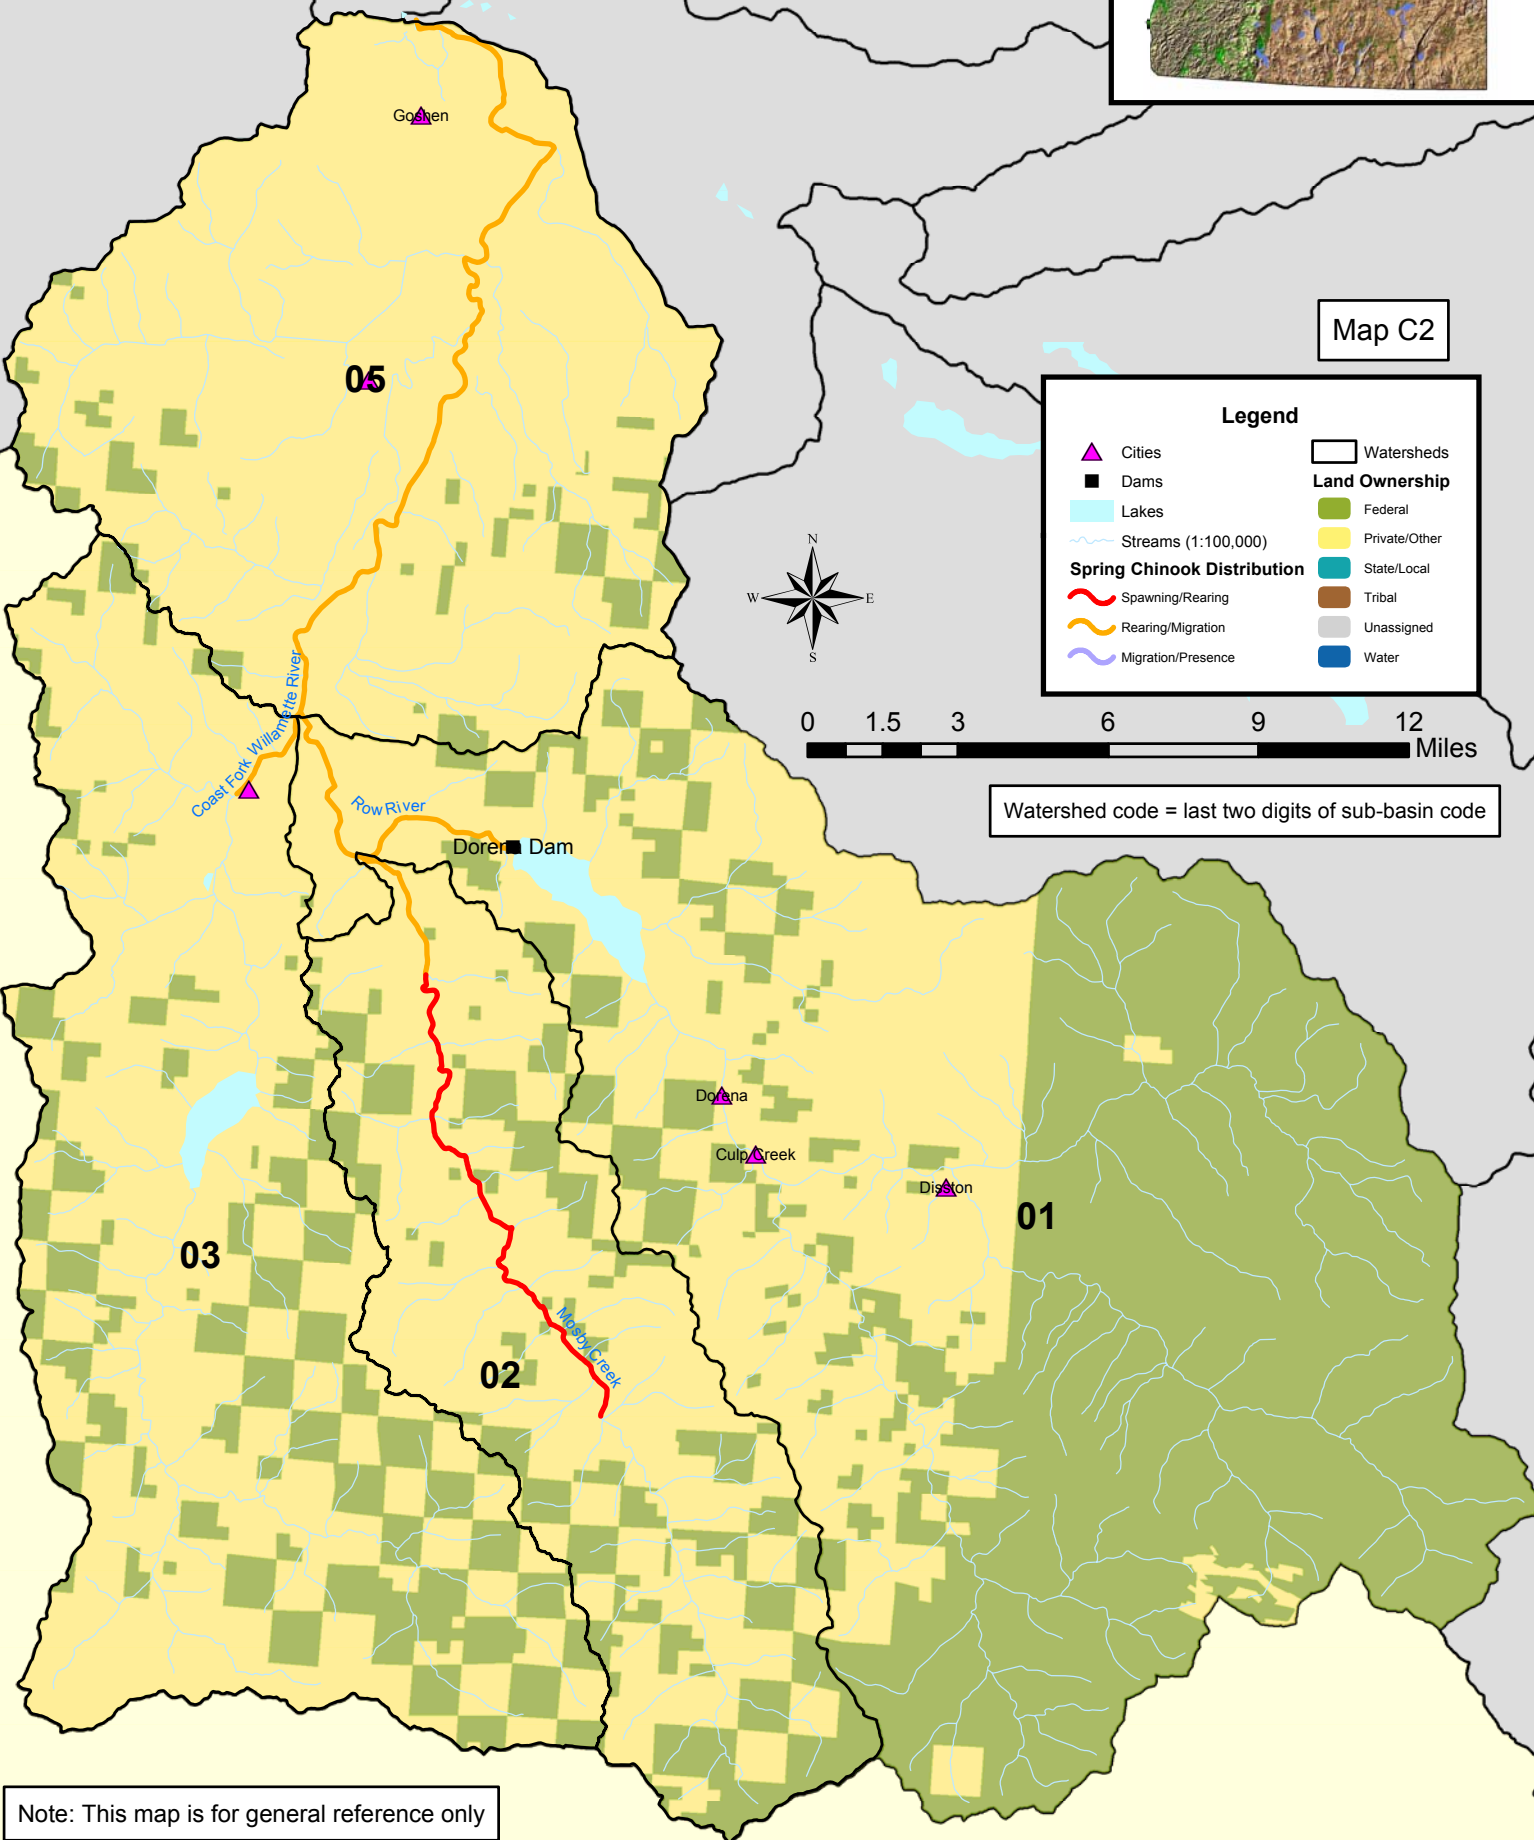 Goshen
05
Map C2
Legend
Cities
Dams
Lakes
Streams (1:100,000)
Spring Chinook Distribution
Spawning/Rearing
Rearing/Migration
Migration/Presence
Watersheds
Land Ownership
Federal
Private/Other
State/Local
Tribal
Unassigned
Water
N
W
E
S
0 1.5 3 6 9 12
Miles
Watershed code = last two digits of sub-basin code
Coast Fork Willamette River
Row River
Dorena Dam
Dorena
Culp Creek
Disston
01
03
Mosby Creek
02
Note: This map is for general reference only